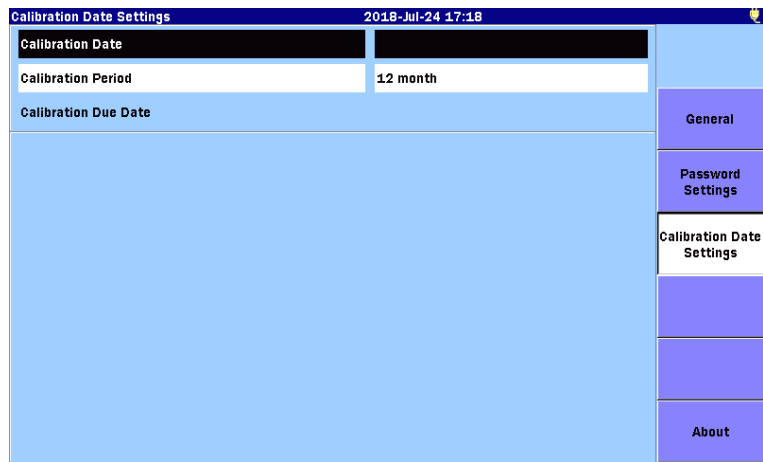 Calibration Date Settings 2018-Jul-24 17:18
Calibration Date
Calibration Period 12 month
Calibration Due Date
General
Password
Settings
Calibration Date
Settings
About